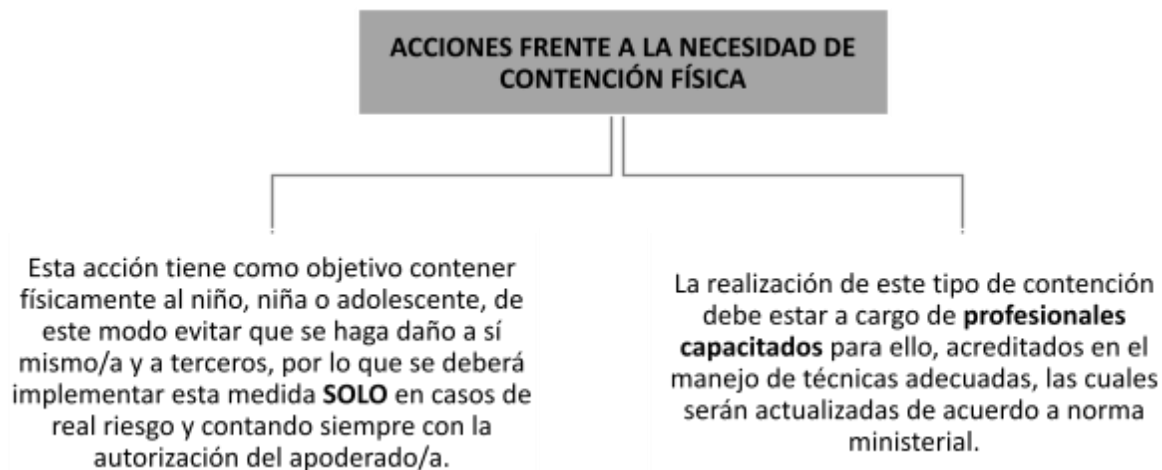 ACCIONES FRENTE A LA NECESIDAD DE
CONTENCIÓN FÍSICA
Esta acción tiene como objetivo contener
físicamente al niño, niña o adolescente, de
este modo evitar que se haga daño a sí
mismo/a y a terceros, por lo que se deberá
implementar esta medida SOLO en casos de
real riesgo y contando siempre con la
autorización del apoderado/a.
La realización de este tipo de contención
debe estar a cargo de profesionales
capacitados para ello, acreditados en el
manejo de técnicas adecuadas, las cuales
serán actualizadas de acuerdo a norma
ministerial.